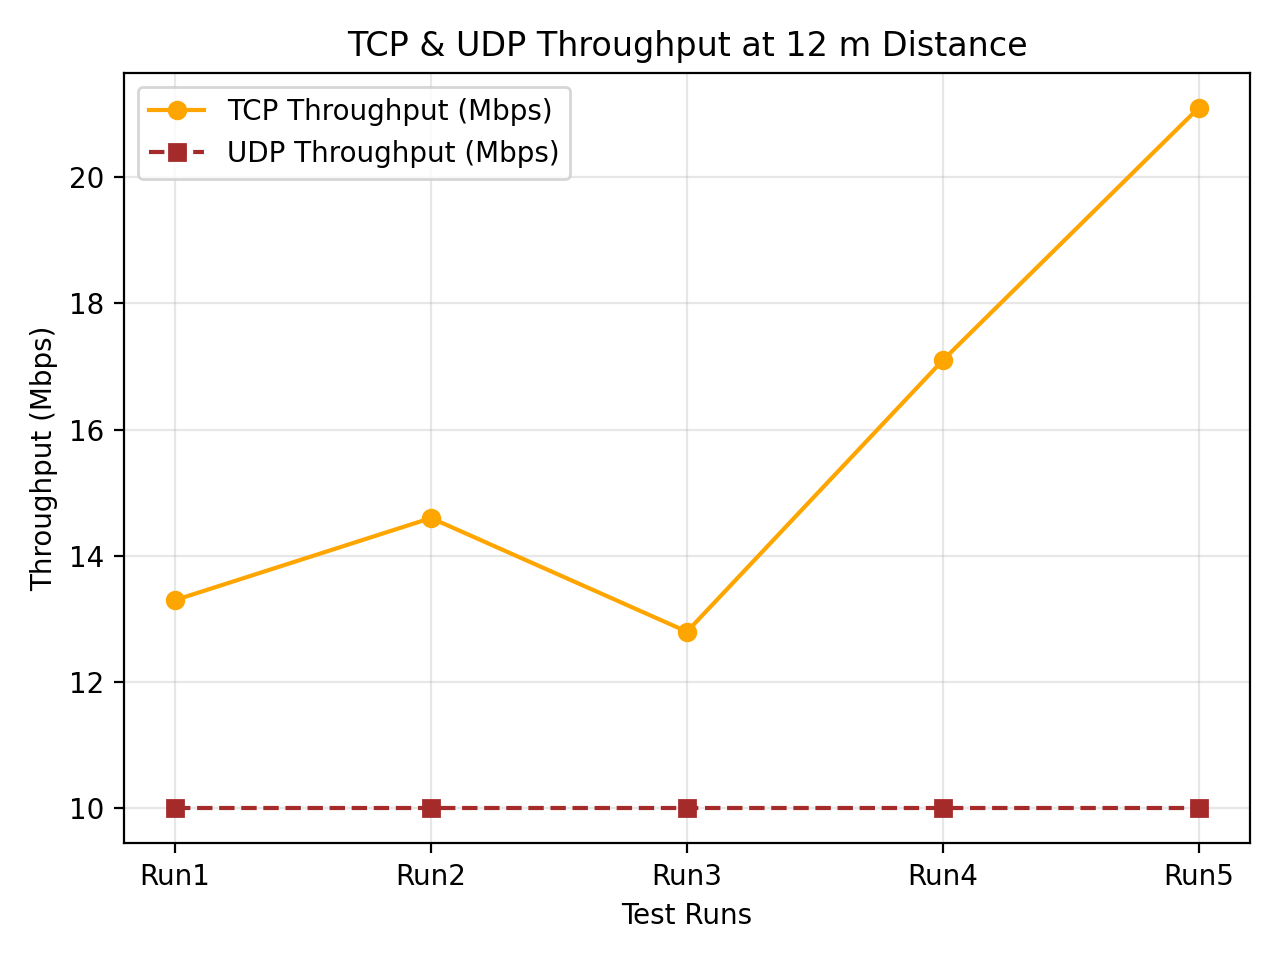 TCP & UDP Throughput at 12 m Distance
TCP Throughput (Mbps)
UDP Throughput (Mbps)
Throughput (Mbps)
20
18
16
14
12
10
Run1 Run2 Run3 Run4 Run5
Test Runs